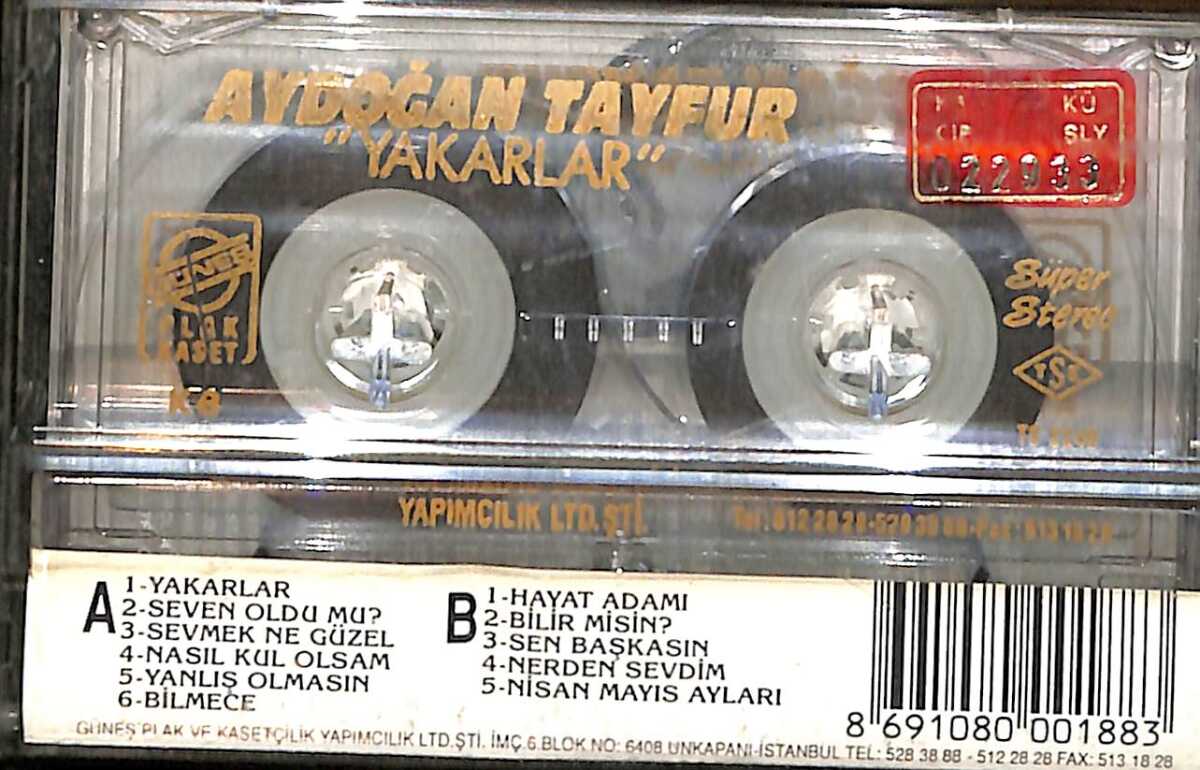 AYDOĞAN TAYFUR
"YAKARLAR"
KÜ
SLY
022933
GÜNEŞ
PLAK
KASET
Süper
Stereo
TSE
YAPIMCILIK LTD. ŞTİ.
A
1-YAKARLAR
2-SEVEN OLDU MU?
3-SEVMEK NE GÜZEL
4-NASIL KUL OLSAM
5-YANLIŞ OLMASIN
6-BİLMECE
B
1-HAYAT ADAMI
2-BİLİR MİSİN?
3-SEN BAŞKASIN
4-NERDEN SEVDİM
5-NİSAN MAYIS AYLARI
8 691080 001883
GÜNEŞ PLAK VE KASETÇİLİK YAPIMCILIK LTD.ŞTİ. İMÇ.6.BLOK.NO: 6408 UNKAPANI-İSTANBUL TEL: 528 38 88 - 512 28 28 FAX: 513 18 28